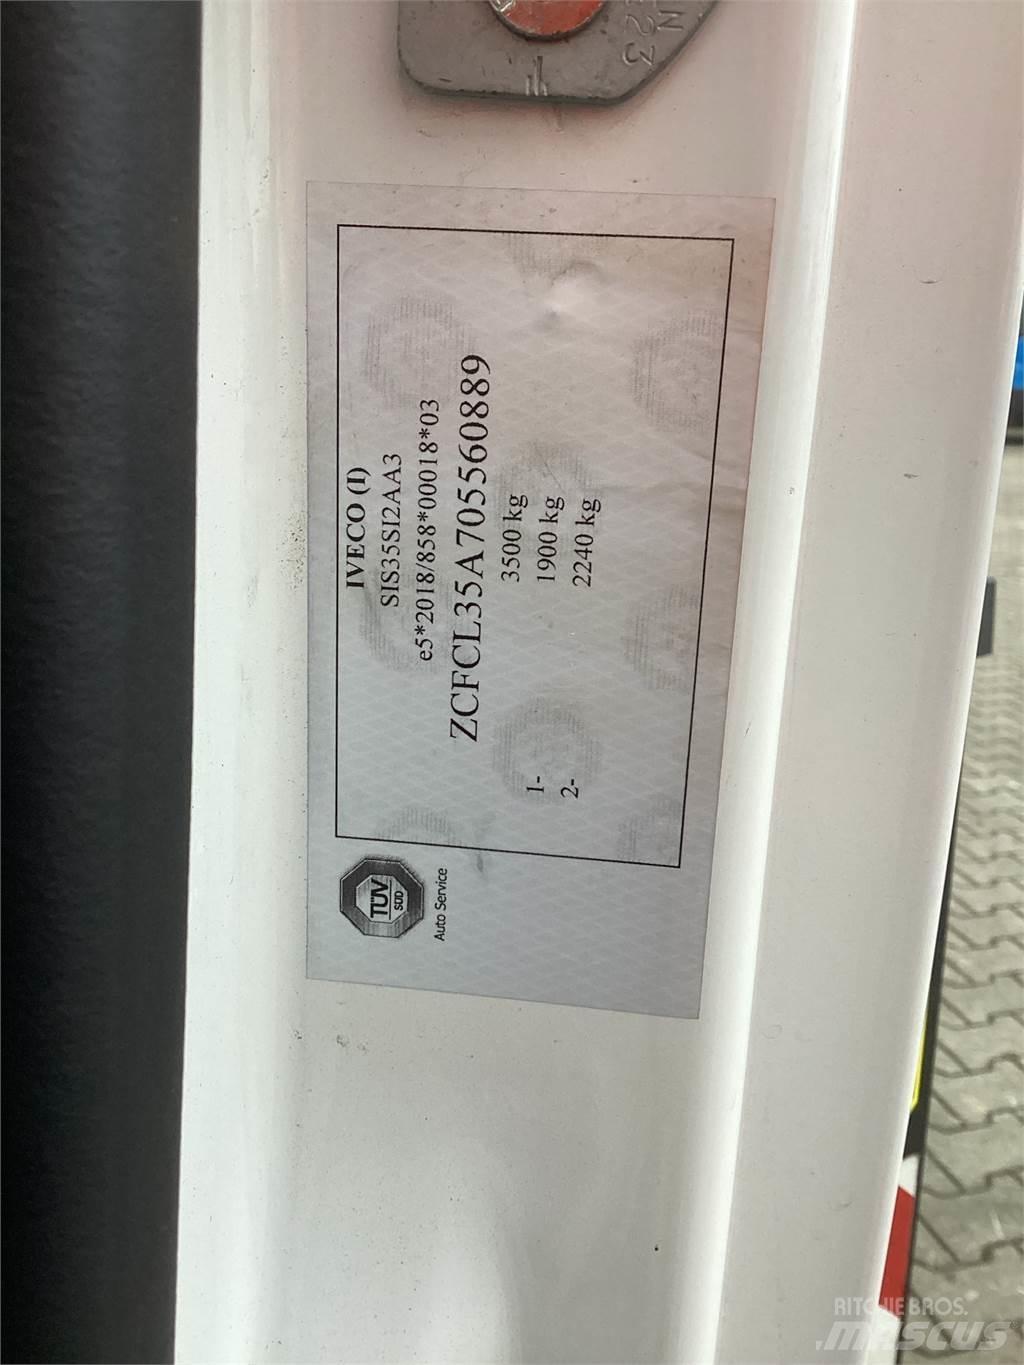 N
E23
IVECO (I)
SIS35SI2AA3
e5*2018/858*00018*03
ZCFCL35A705560889
3500 kg
1- 1900 kg
2- 2240 kg
TÜV
SÜD
Auto Service
RITCHIE BROS.
MASCUS